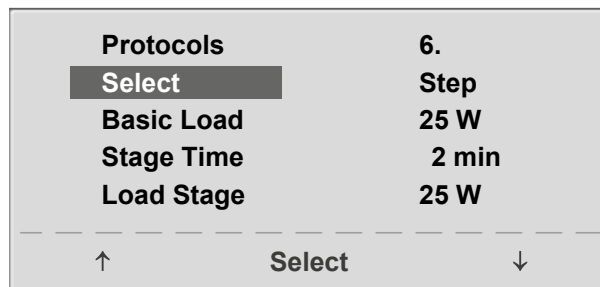 Protocols 6.
Select Step
Basic Load 25 W
Stage Time 2 min
Load Stage 25 W
↑ Select ↓